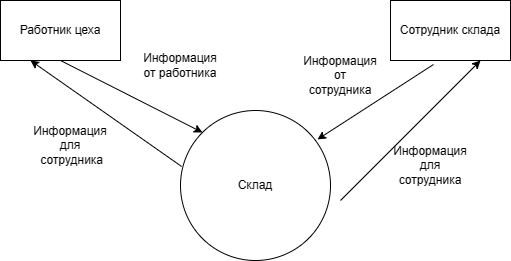 Работник цеха
Сотрудник склада
Информация
от работника
Информация
от
сотрудника
Информация
для
сотрудника
Информация
для
сотрудника
Склад